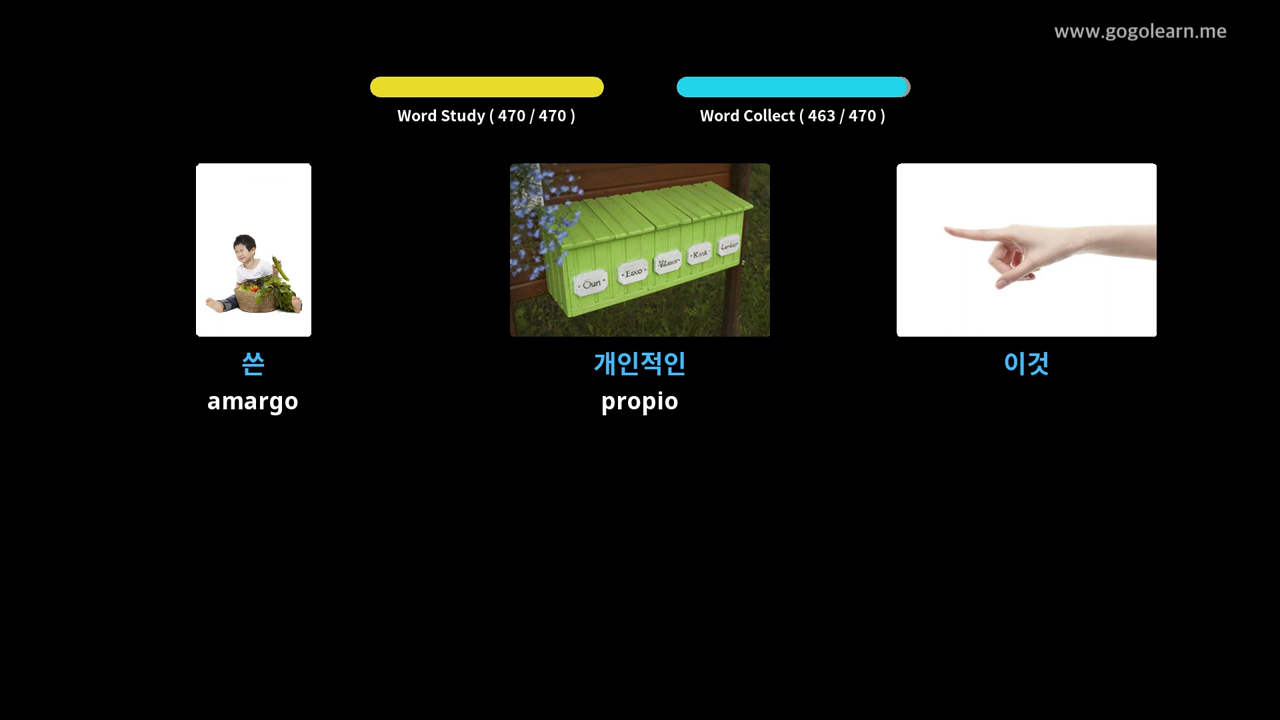 www.gogolearn.me
Word Study ( 470 / 470 )
Word Collect ( 463 / 470 )
Oun
쓴
개인적인
이것
amargo
propio